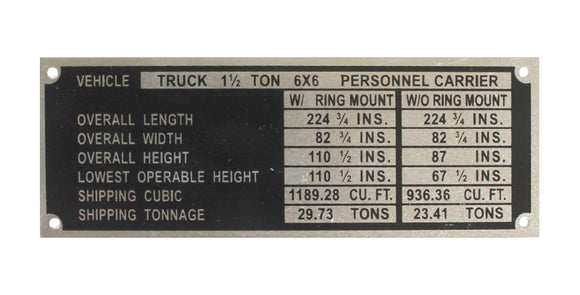 VEHICLE TRUCK 1½ TON 6X6 PERSONNEL CARRIER
W/ RING MOUNT W/O RING MOUNT
OVERALL LENGTH 224 ¾ INS. 224 ¾ INS.
OVERALL WIDTH 82 ¾ INS. 82 ¾ INS.
OVERALL HEIGHT 110 ½ INS. 87 INS.
LOWEST OPERABLE HEIGHT 110 ½ INS. 67 ½ INS.
SHIPPING CUBIC 1189.28 CU. FT. 936.36 CU. FT.
SHIPPING TONNAGE 29.73 TONS 23.41 TONS